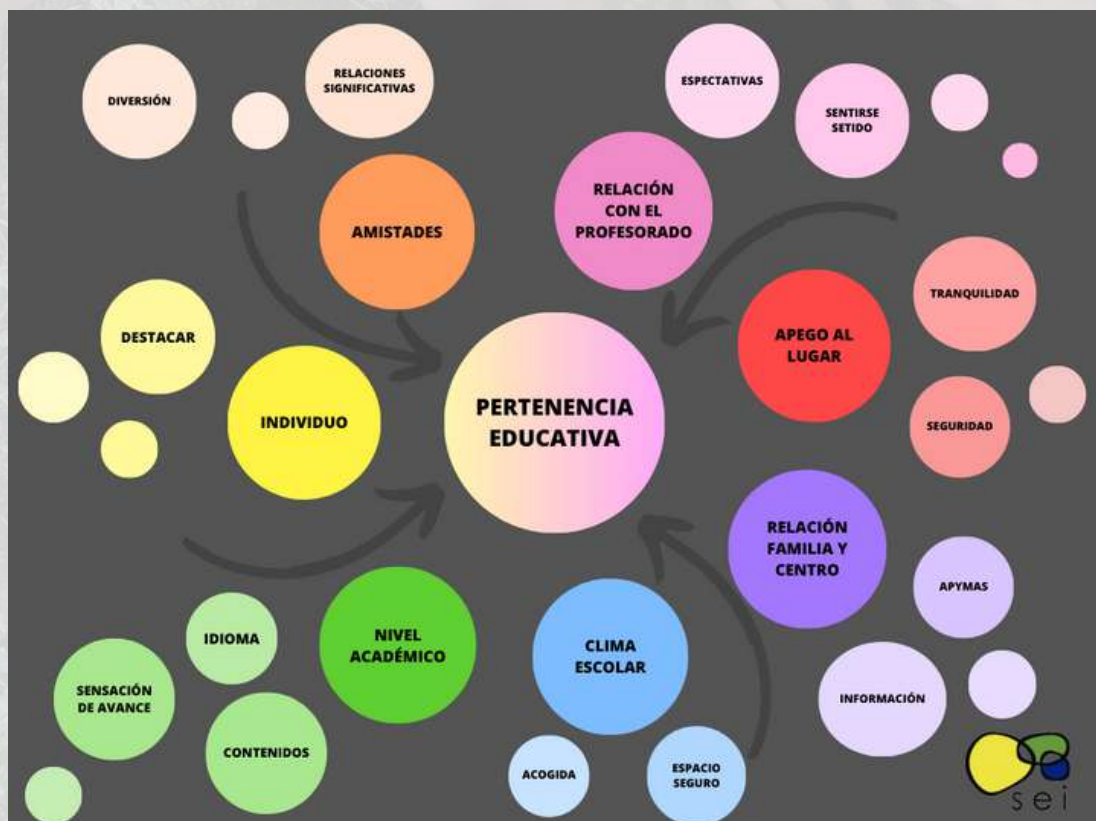 DIVERSIÓN
RELACIONES
SIGNIFICATIVAS
AMISTADES
ESPECTATIVAS
SENTIRSE
SETIDO
RELACIÓN
CON EL
PROFESORADO
TRANQUILIDAD
APEGO AL
LUGAR
SEGURIDAD
DESTACAR
INDIVIDUO
PERTENENCIA
EDUCATIVA
RELACIÓN
FAMILIA Y
CENTRO
APYMAS
INFORMACIÓN
IDIOMA
NIVEL
ACADÉMICO
SENSACIÓN
DE AVANCE
CONTENIDOS
CLIMA
ESCOLAR
ACOGIDA
ESPACIO
SEGURO
sei